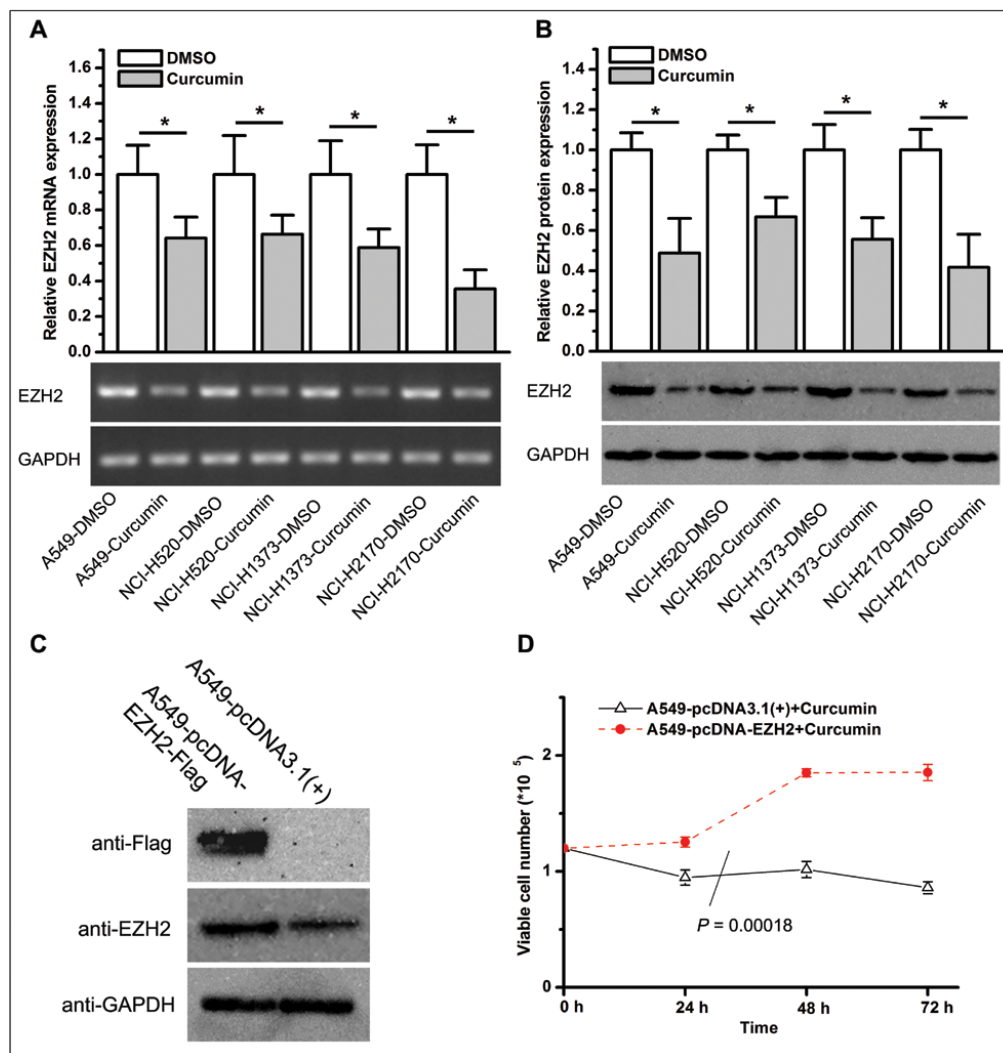 A
DMSO
Curcumin
Relative EZH2 mRNA expression
1.6
1.4
1.2
1.0
0.8
0.6
0.4
0.2
0.0
* * * *
EZH2
GAPDH
A549-DMSO
A549-Curcumin
NCI-H520-DMSO
NCI-H520-Curcumin
NCI-H1373-DMSO
NCI-H1373-Curcumin
NCI-H2170-DMSO
NCI-H2170-Curcumin
B
DMSO
Curcumin
Relative EZH2 protein expression
1.4
1.2
1.0
0.8
0.6
0.4
0.2
0.0
* * * *
EZH2
GAPDH
A549-DMSO
A549-Curcumin
NCI-H520-DMSO
NCI-H520-Curcumin
NCI-H1373-DMSO
NCI-H1373-Curcumin
NCI-H2170-DMSO
NCI-H2170-Curcumin
C
A549-pcDNA-
EZH2-Flag
A549-pcDNA3.1(+)
anti-Flag
anti-EZH2
anti-GAPDH
D
A549-pcDNA3.1(+)+Curcumin
A549-pcDNA-EZH2+Curcumin
Viable cell number (*10 5)
2
1
0
P = 0.00018
0 h
24 h
48 h
72 h
Time